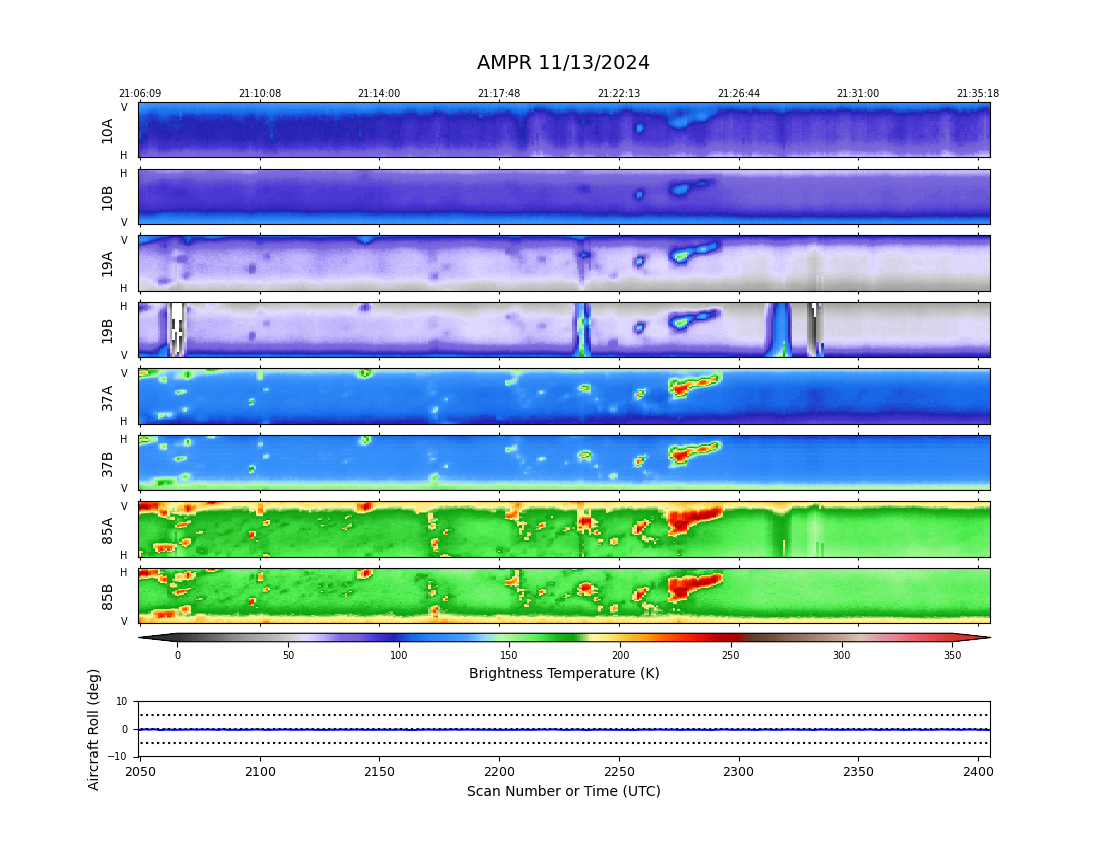 AMPR 11/13/2024
21:06:09 21:10:08 21:14:00 21:17:48 21:22:13 21:26:44 21:31:00 21:35:18
V
10A
H
H
10B
V
V
19A
H
H
19B
V
V
37A
H
H
37B
V
V
85A
H
H
85B
V
0 50 100 150 200 250 300 350
Brightness Temperature (K)
Aircraft Roll (deg)
10
0
−10
2050 2100 2150 2200 2250 2300 2350 2400
Scan Number or Time (UTC)